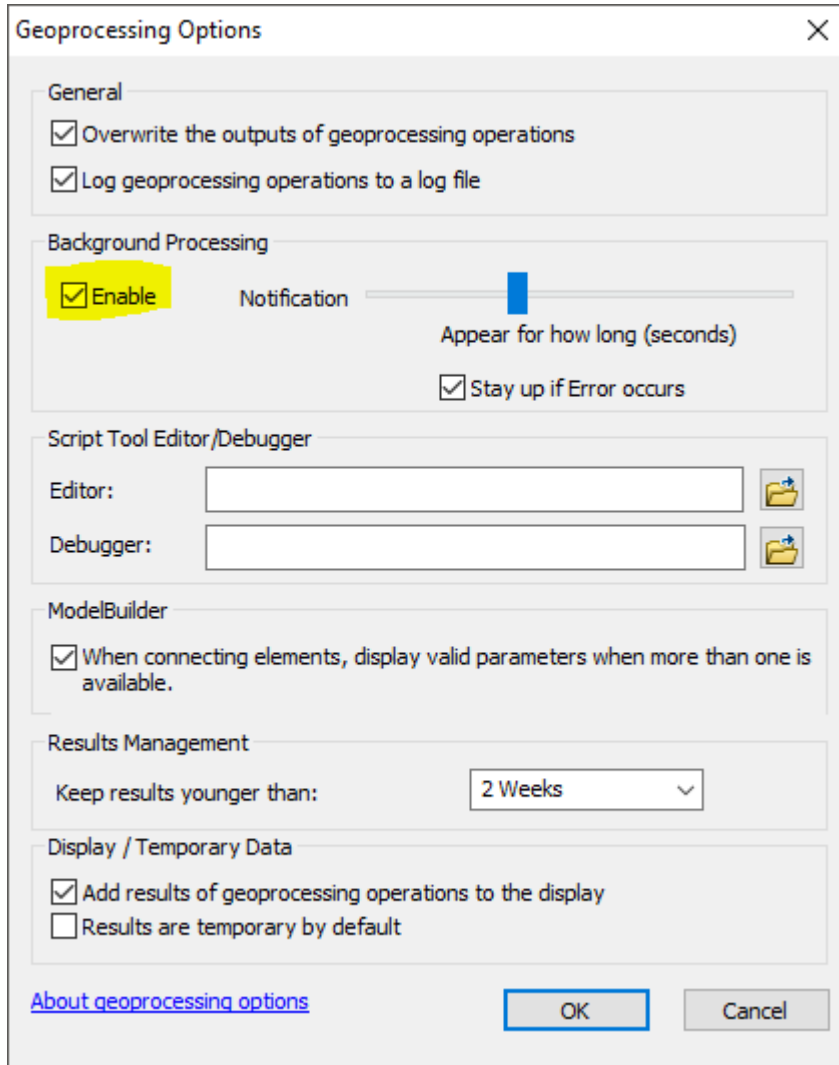 Geoprocessing Options
General
Overwrite the outputs of geoprocessing operations
Log geoprocessing operations to a log file
Background Processing
Enable
Notification
Appear for how long (seconds)
Stay up if Error occurs
Script Tool Editor/Debugger
Editor:
Debugger:
ModelBuilder
When connecting elements, display valid parameters when more than one is
available.
Results Management
Keep results younger than:
2 Weeks
Display / Temporary Data
Add results of geoprocessing operations to the display
Results are temporary by default
About geoprocessing options
OK
Cancel